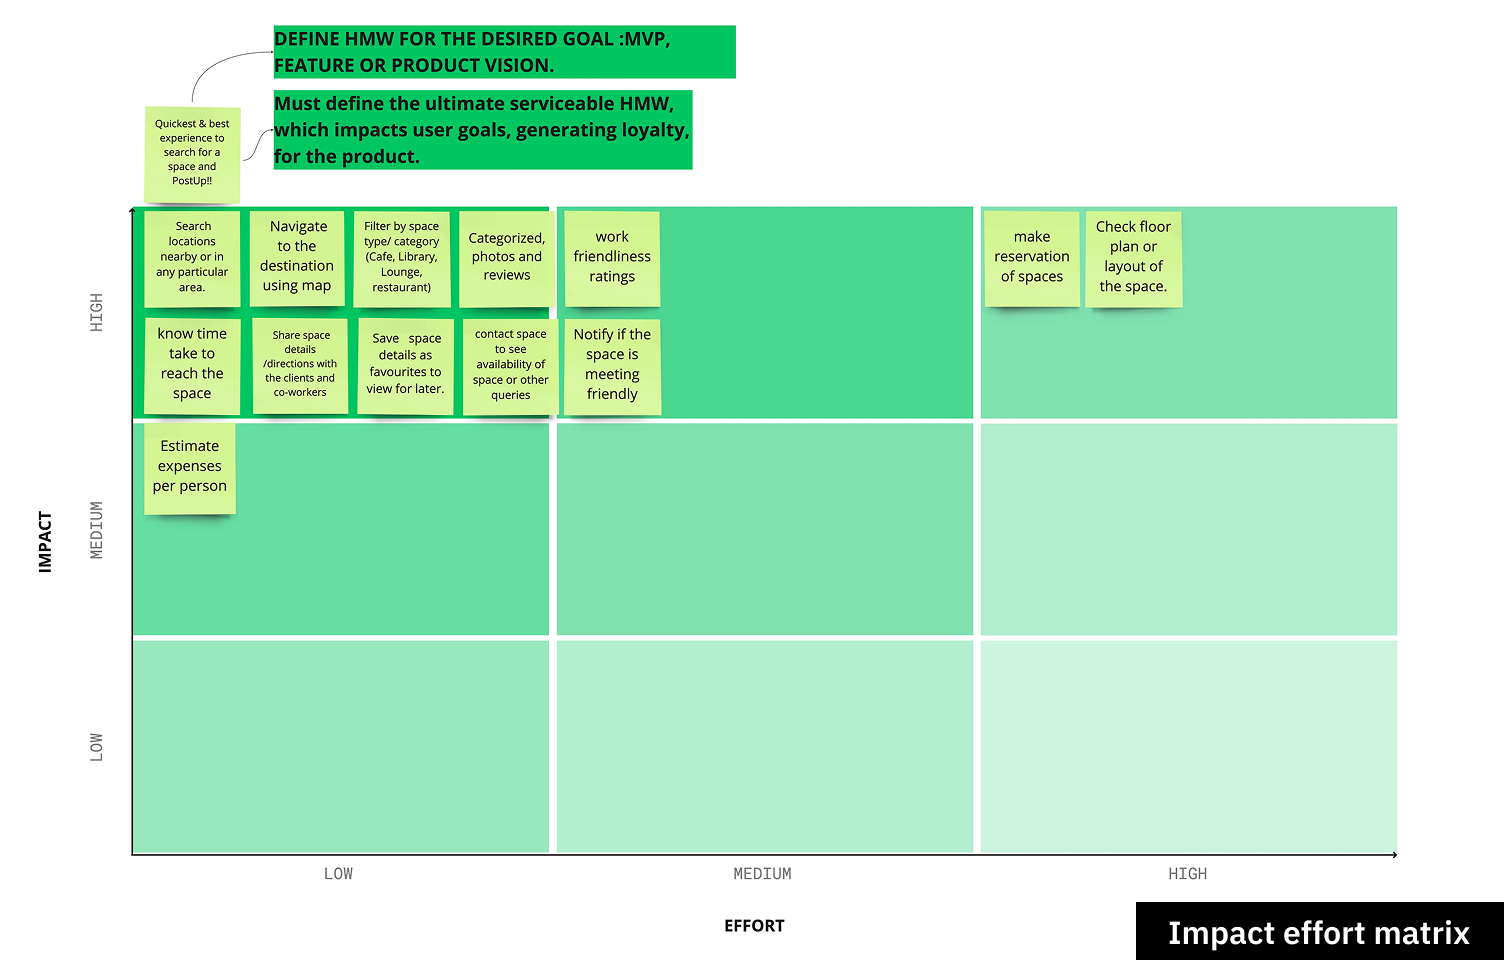 DEFINE HMW FOR THE DESIRED GOAL :MVP,
FEATURE OR PRODUCT VISION.
Must define the ultimate serviceable HMW,
which impacts user goals, generating loyalty,
for the product.
Quickest & best
experience to
search for a
space and
PostUp!!
Search
locations
nearby or in
any particular
area.
Navigate
to the
destination
using map
Filter by space
type/ category
(Cafe, Library,
Lounge,
restaurant)
Categorized,
photos and
reviews
work
friendliness
ratings
make
reservation
of spaces
Check floor
plan or
layout of
the space.
know time
take to
reach the
space
Share space
details
/directions with
the clients and
co-workers
Save space
details as
favourites to
view for later.
contact space
to see
availability of
space or other
queries
Notify if the
space is
meeting
friendly
Estimate
expenses
per person
IMPACT
HIGH
MEDIUM
LOW
LOW
MEDIUM
HIGH
EFFORT
Impact effort matrix